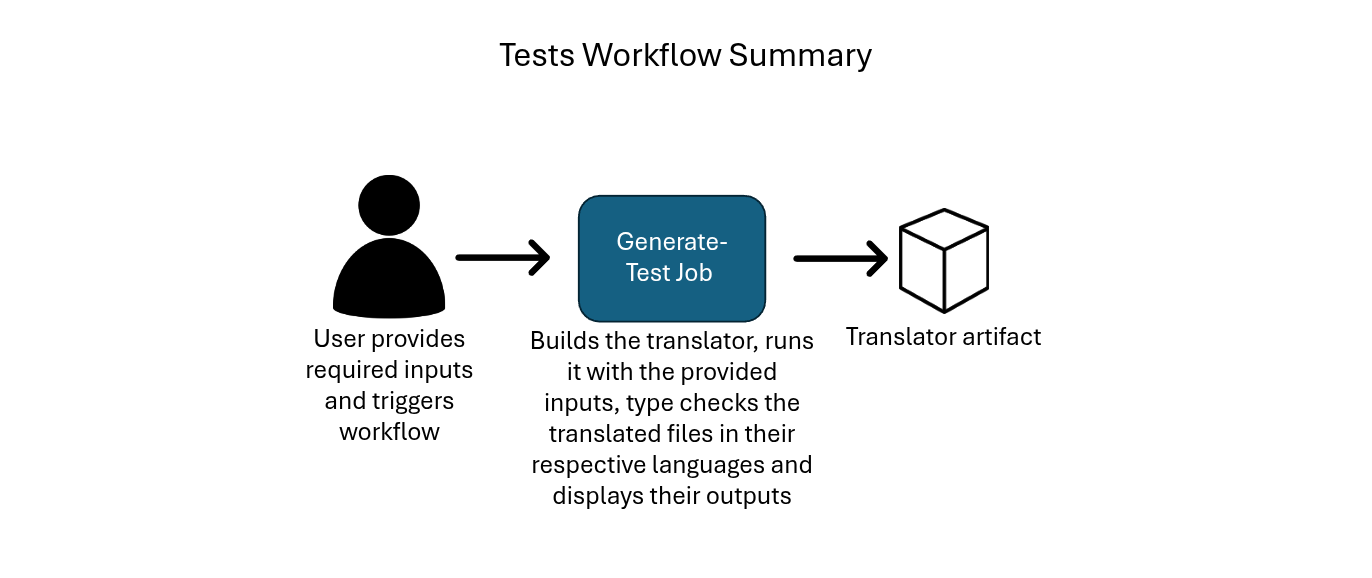 Tests Workflow Summary
Generate-
Test Job
User provides
required inputs
and triggers
workflow
Builds the translator, runs
it with the provided
inputs, type checks the
translated files in their
respective languages and
displays their outputs
Translator artifact